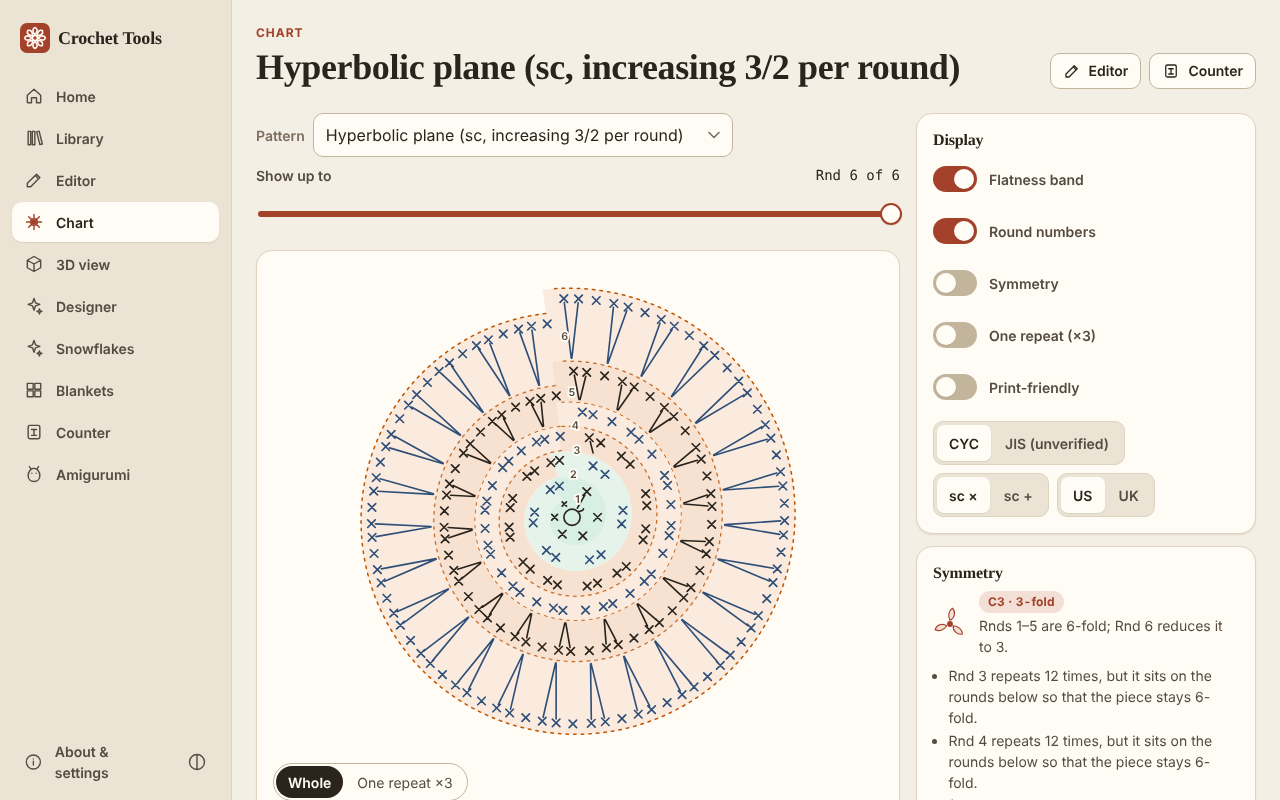 Crochet Tools
Home
Library
Editor
Chart
3D view
Designer
Snowflakes
Blankets
Counter
Amigurumi
About &
settings
CHART
Hyperbolic plane (sc, increasing 3/2 per round)
Editor
Counter
Pattern
Hyperbolic plane (sc, increasing 3/2 per round)
Show up to
Rnd 6 of 6
6
5
4
3
2
1
Whole
One repeat ×3
Display
Flatness band
Round numbers
Symmetry
One repeat (×3)
Print-friendly
CYC
JIS (unverified)
sc ×
sc +
US
UK
Symmetry
C3 · 3-fold
Rnds 1–5 are 6-fold; Rnd 6 reduces it
to 3.
• Rnd 3 repeats 12 times, but it sits on the
rounds below so that the piece stays 6-
fold.
• Rnd 4 repeats 12 times, but it sits on the
rounds below so that the piece stays 6-
fold.